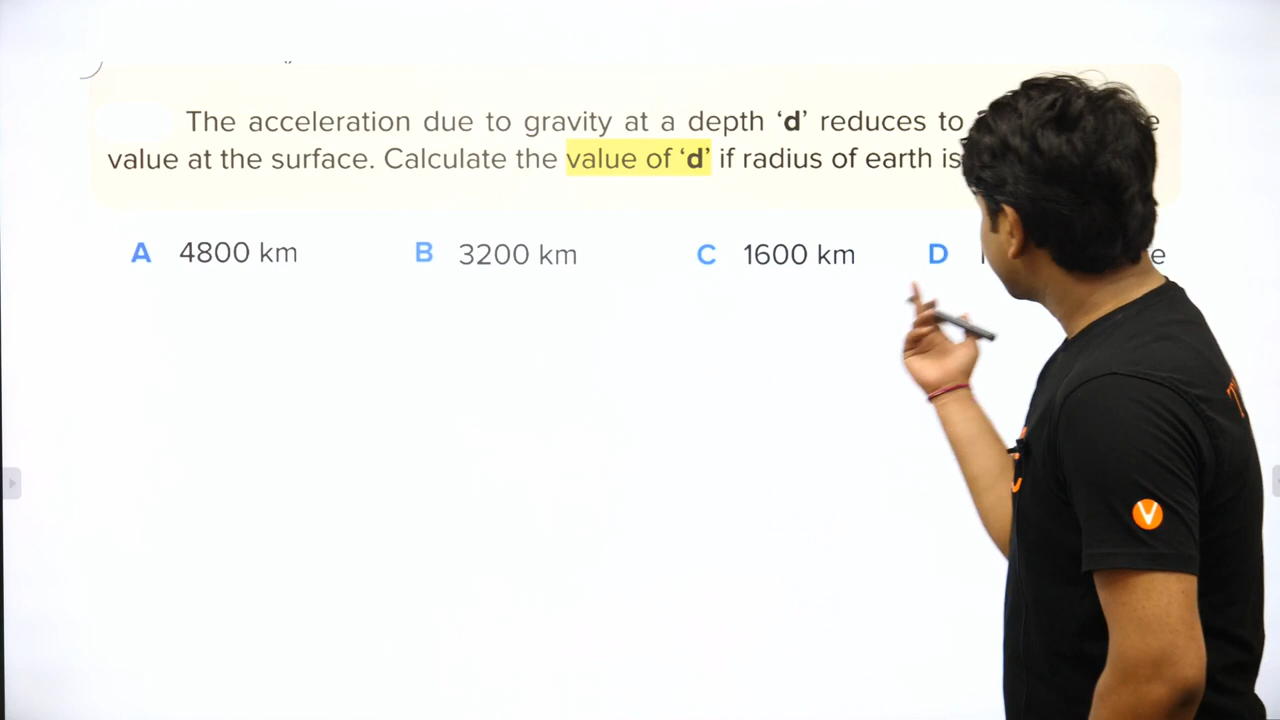 The acceleration due to gravity at a depth ‘d’ reduces to
value at the surface. Calculate the value of ‘d’ if radius of earth is
A 4800 km B 3200 km C 1600 km D
V